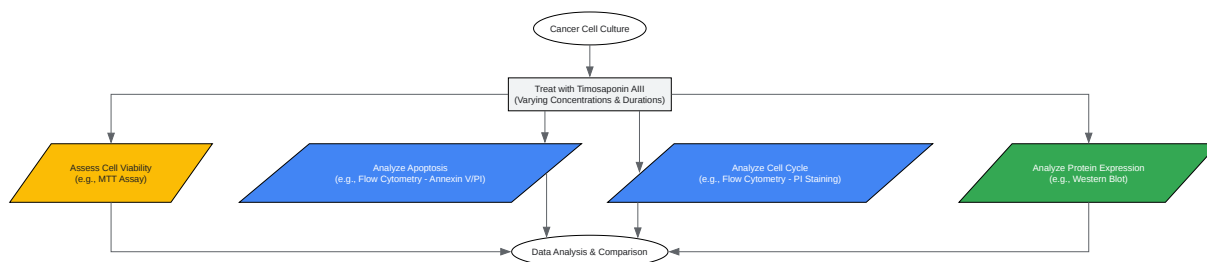 Cancer Cell Culture
Treat with Timosaponin AIII
(Varying Concentrations & Durations)
Assess Cell Viability
(e.g., MTT Assay)
Analyze Apoptosis
(e.g., Flow Cytometry - Annexin V/PI)
Analyze Cell Cycle
(e.g., Flow Cytometry - PI Staining)
Analyze Protein Expression
(e.g., Western Blot)
Data Analysis & Comparison